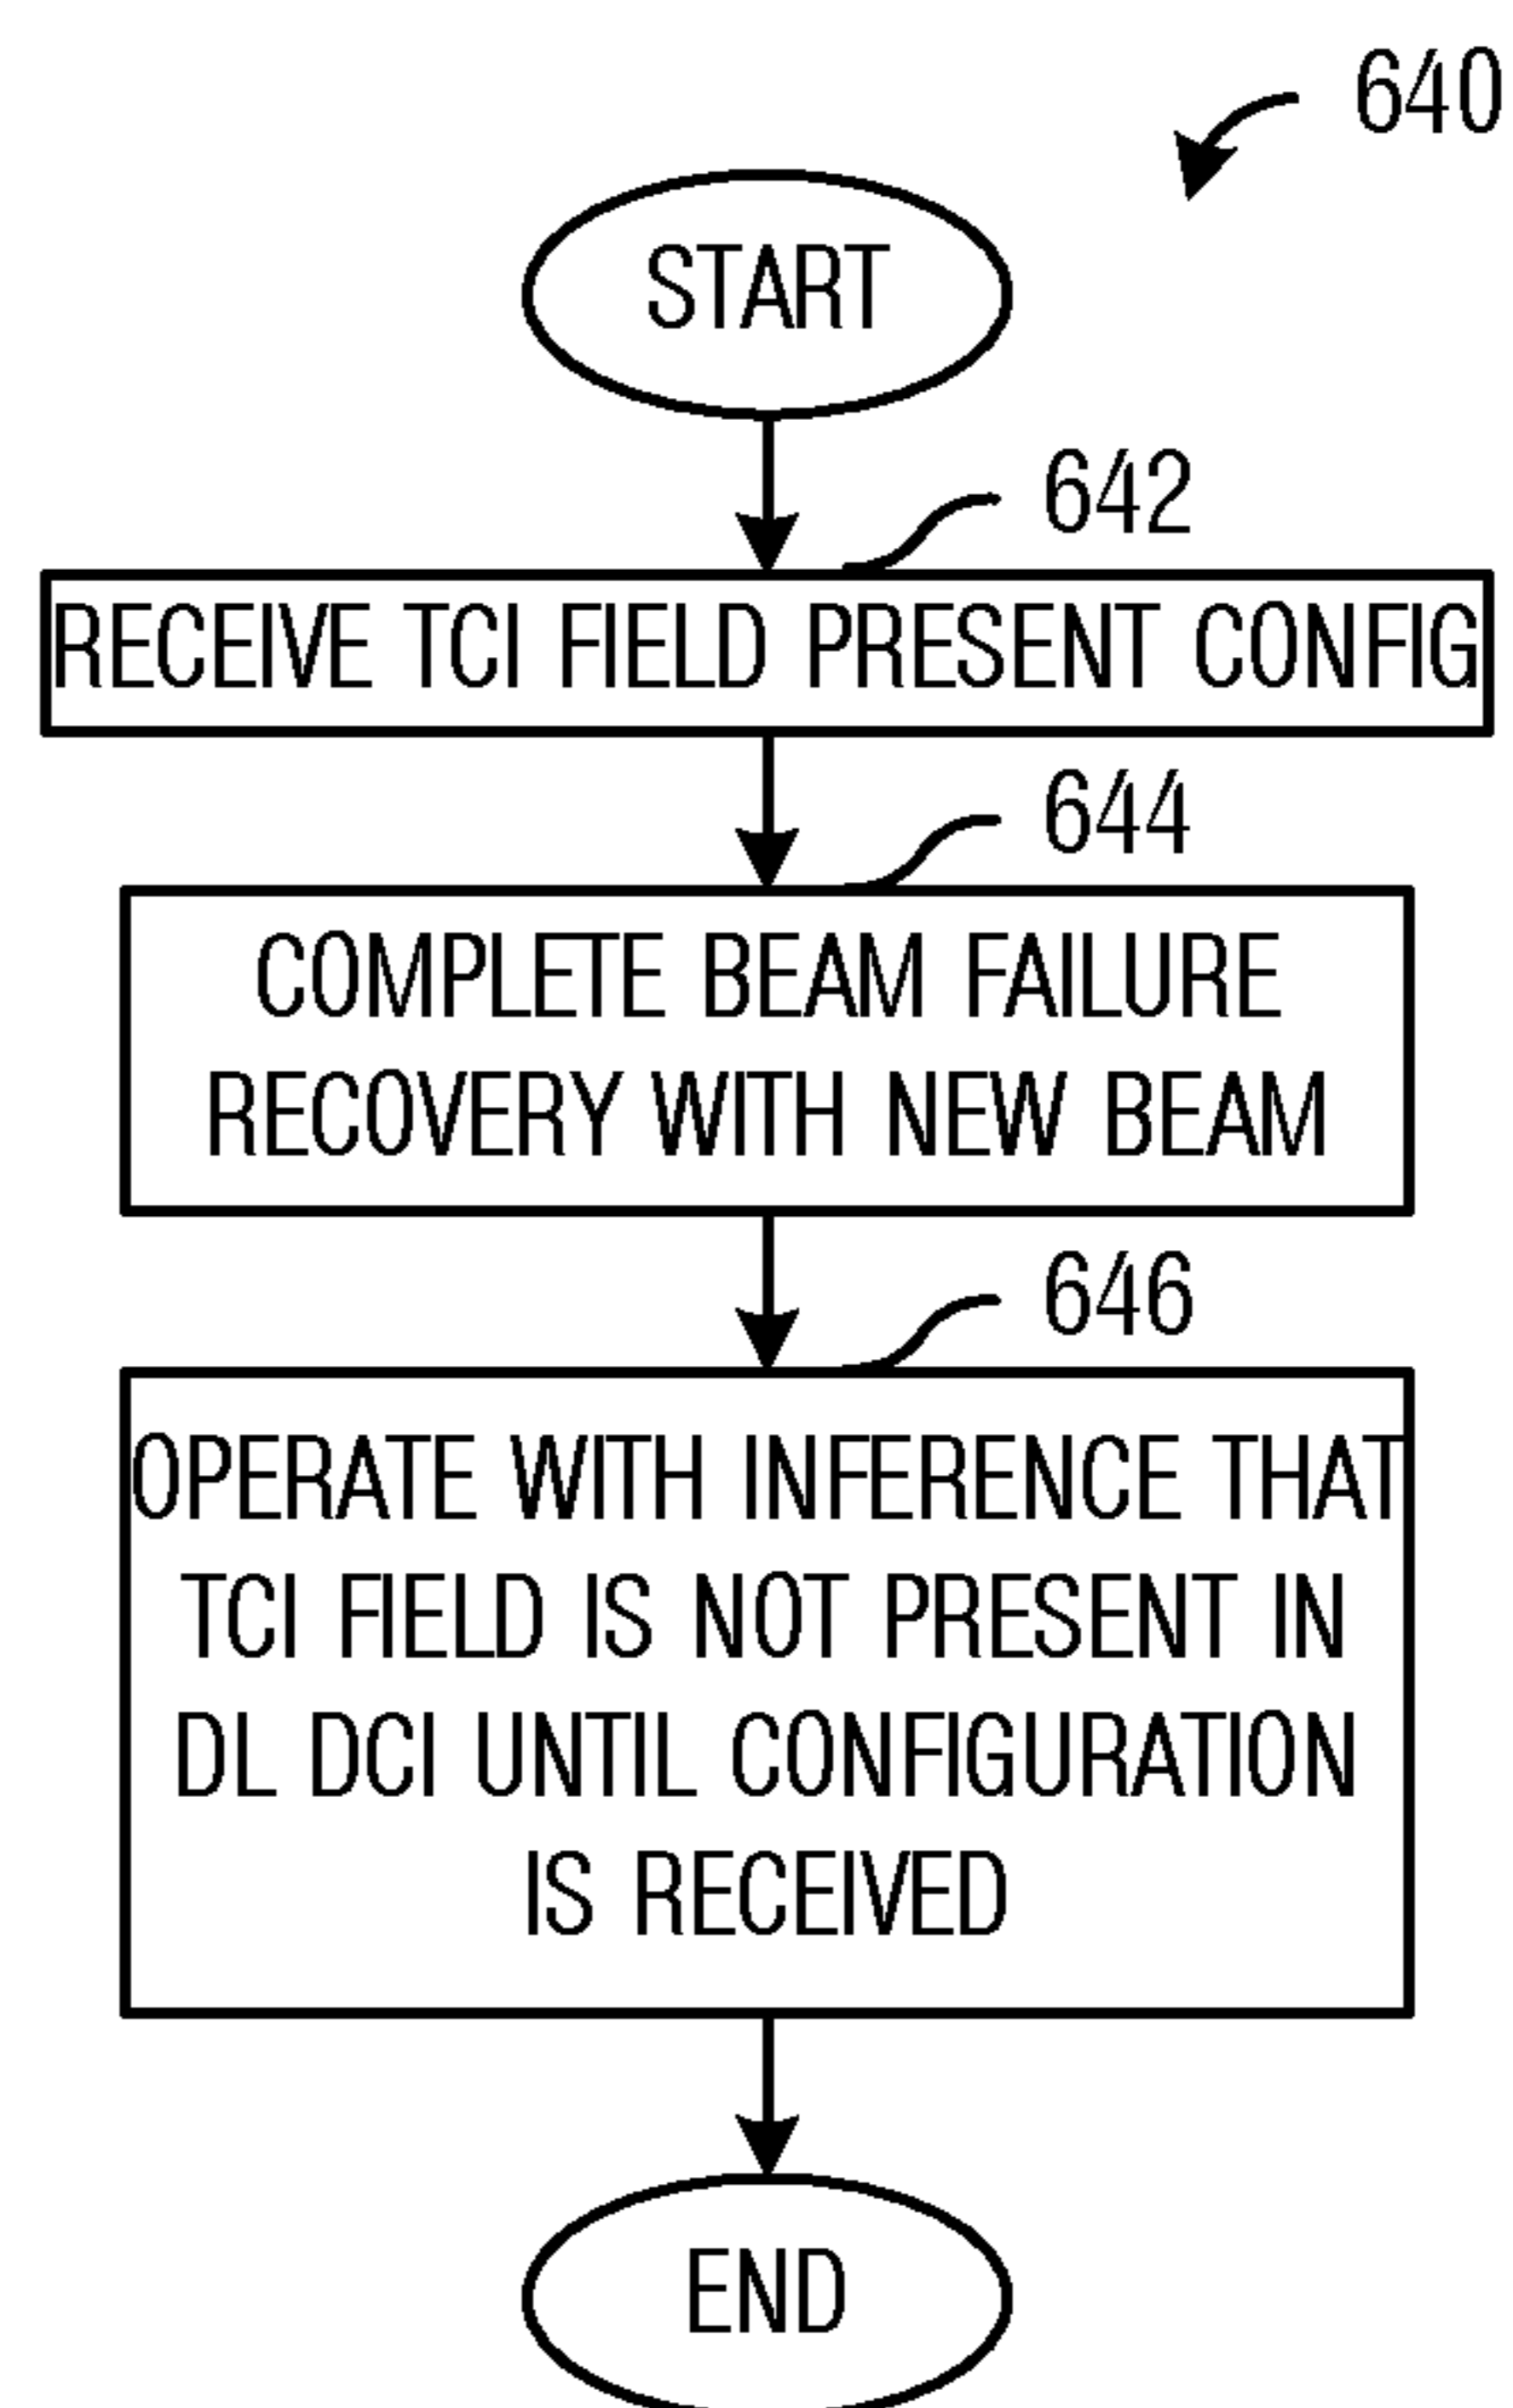 640
START
642
RECEIVE TCI FIELD PRESENT CONFIG
644
COMPLETE BEAM FAILURE
RECOVERY WITH NEW BEAM
646
OPERATE WITH INFERENCE THAT
TCI FIELD IS NOT PRESENT IN
DL DCI UNTIL CONFIGURATION
IS RECEIVED
END